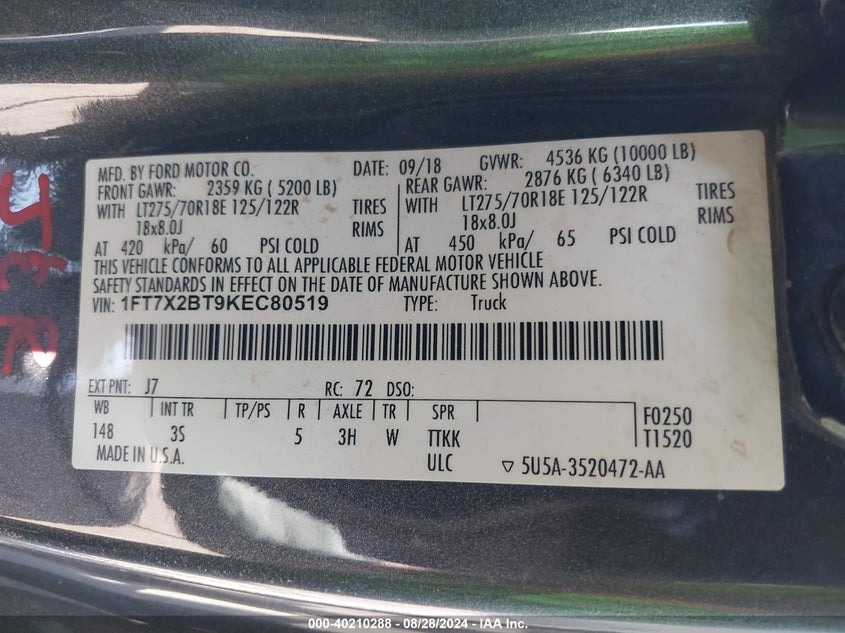 MFD. BY FORD MOTOR CO. DATE: 09/18 GVWR: 4536 KG (10000 LB)
FRONT GAWR: 2359 KG ( 5200 LB) REAR GAWR: 2876 KG ( 6340 LB)
WITH LT275/70R18E 125/122R TIRES WITH LT275/70R18E 125/122R TIRES
18x8.0J RIMS 18x8.0J RIMS
AT 420 kPa/ 60 PSI COLD AT 450 kPa/ 65 PSI COLD
THIS VEHICLE CONFORMS TO ALL APPLICABLE FEDERAL MOTOR VEHICLE
SAFETY STANDARDS IN EFFECT ON THE DATE OF MANUFACTURE SHOWN ABOVE.
VIN: 1FT7X2BT9KEC80519 TYPE: Truck
EXT PNT: J7 RC: 72 DSO:
WB INT TR TP/PS R AXLE TR SPR F0250
148 3S 5 3H W TTKK T1520
MADE IN U.S.A. ULC ▽ 5U5A-3520472-AA
000-40210288 - 08/28/2024 - IAA Inc.